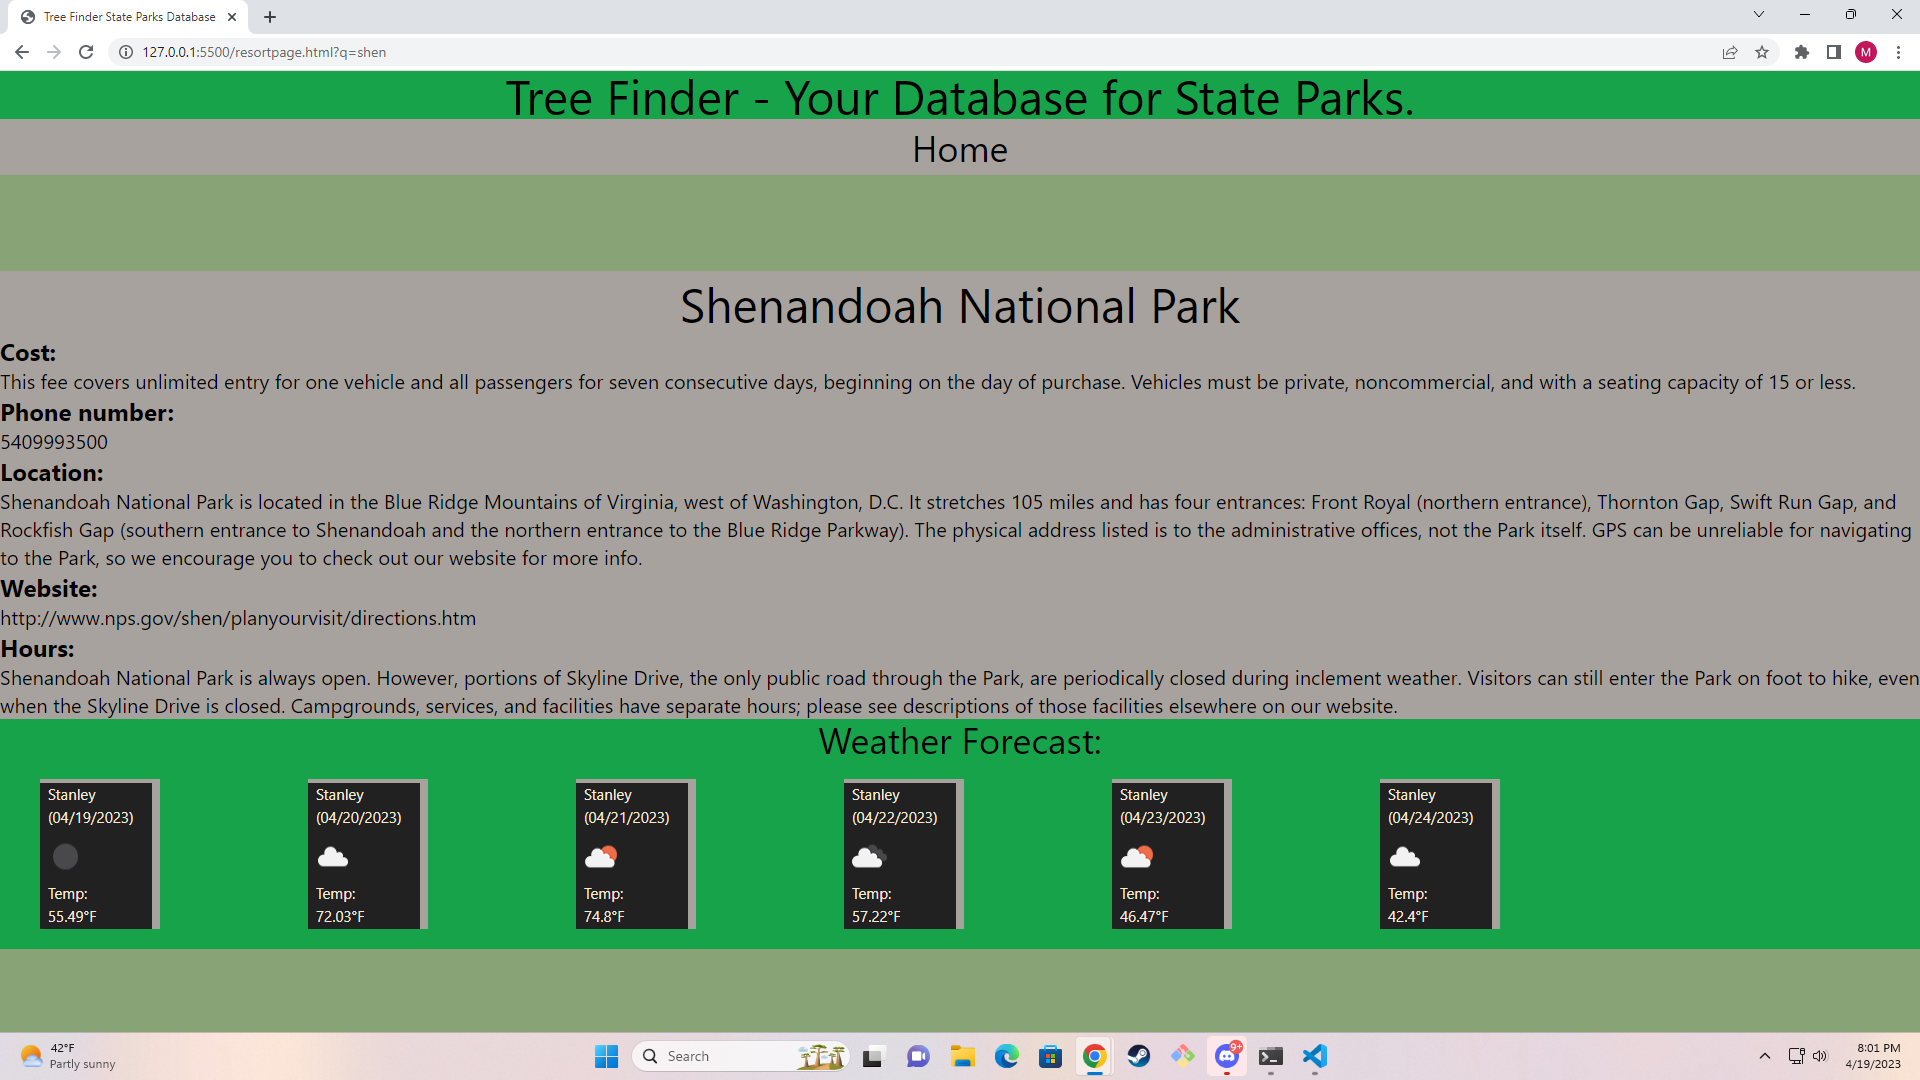 Tree Finder State Parks Database
127.0.0.1:5500/resortpage.html?q=shen
M
Tree Finder - Your Database for State Parks.
Home
Shenandoah National Park
Cost:
This fee covers unlimited entry for one vehicle and all passengers for seven consecutive days, beginning on the day of purchase. Vehicles must be private, noncommercial, and with a seating capacity of 15 or less.
Phone number:
5409993500
Location:
Shenandoah National Park is located in the Blue Ridge Mountains of Virginia, west of Washington, D.C. It stretches 105 miles and has four entrances: Front Royal (northern entrance), Thornton Gap, Swift Run Gap, and
Rockfish Gap (southern entrance to Shenandoah and the northern entrance to the Blue Ridge Parkway). The physical address listed is to the administrative offices, not the Park itself. GPS can be unreliable for navigating
to the Park, so we encourage you to check out our website for more info.
Website:
http://www.nps.gov/shen/planyourvisit/directions.htm
Hours:
Shenandoah National Park is always open. However, portions of Skyline Drive, the only public road through the Park, are periodically closed during inclement weather. Visitors can still enter the Park on foot to hike, even
when the Skyline Drive is closed. Campgrounds, services, and facilities have separate hours; please see descriptions of those facilities elsewhere on our website.
Weather Forecast:
Stanley
(04/19/2023)
Temp:
55.49°F
Stanley
(04/20/2023)
Temp:
72.03°F
Stanley
(04/21/2023)
Temp:
74.8°F
Stanley
(04/22/2023)
Temp:
57.22°F
Stanley
(04/23/2023)
Temp:
46.47°F
Stanley
(04/24/2023)
Temp:
42.4°F
42°F
Partly sunny
Search
9+
8:01 PM
4/19/2023